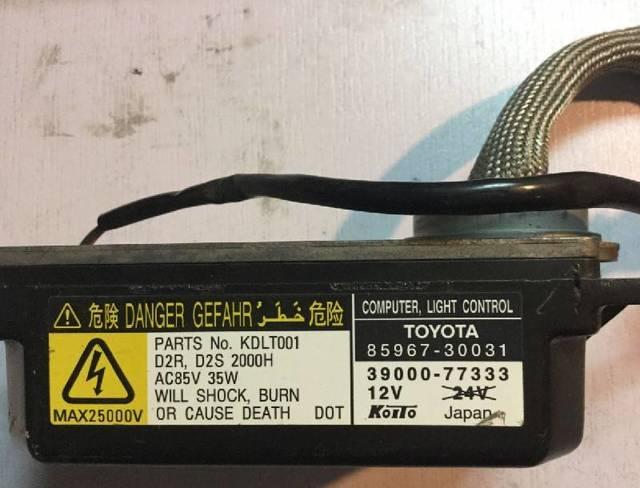 危険 DANGER GEFAHR خَطَرْ 危险
PARTS No. KDLT001
D2R, D2S 2000H
AC85V 35W
WILL SHOCK, BURN
OR CAUSE DEATH DOT
MAX25000V
COMPUTER, LIGHT CONTROL
TOYOTA
85967-30031
39000-77333
12V 24V
KOITO Japan